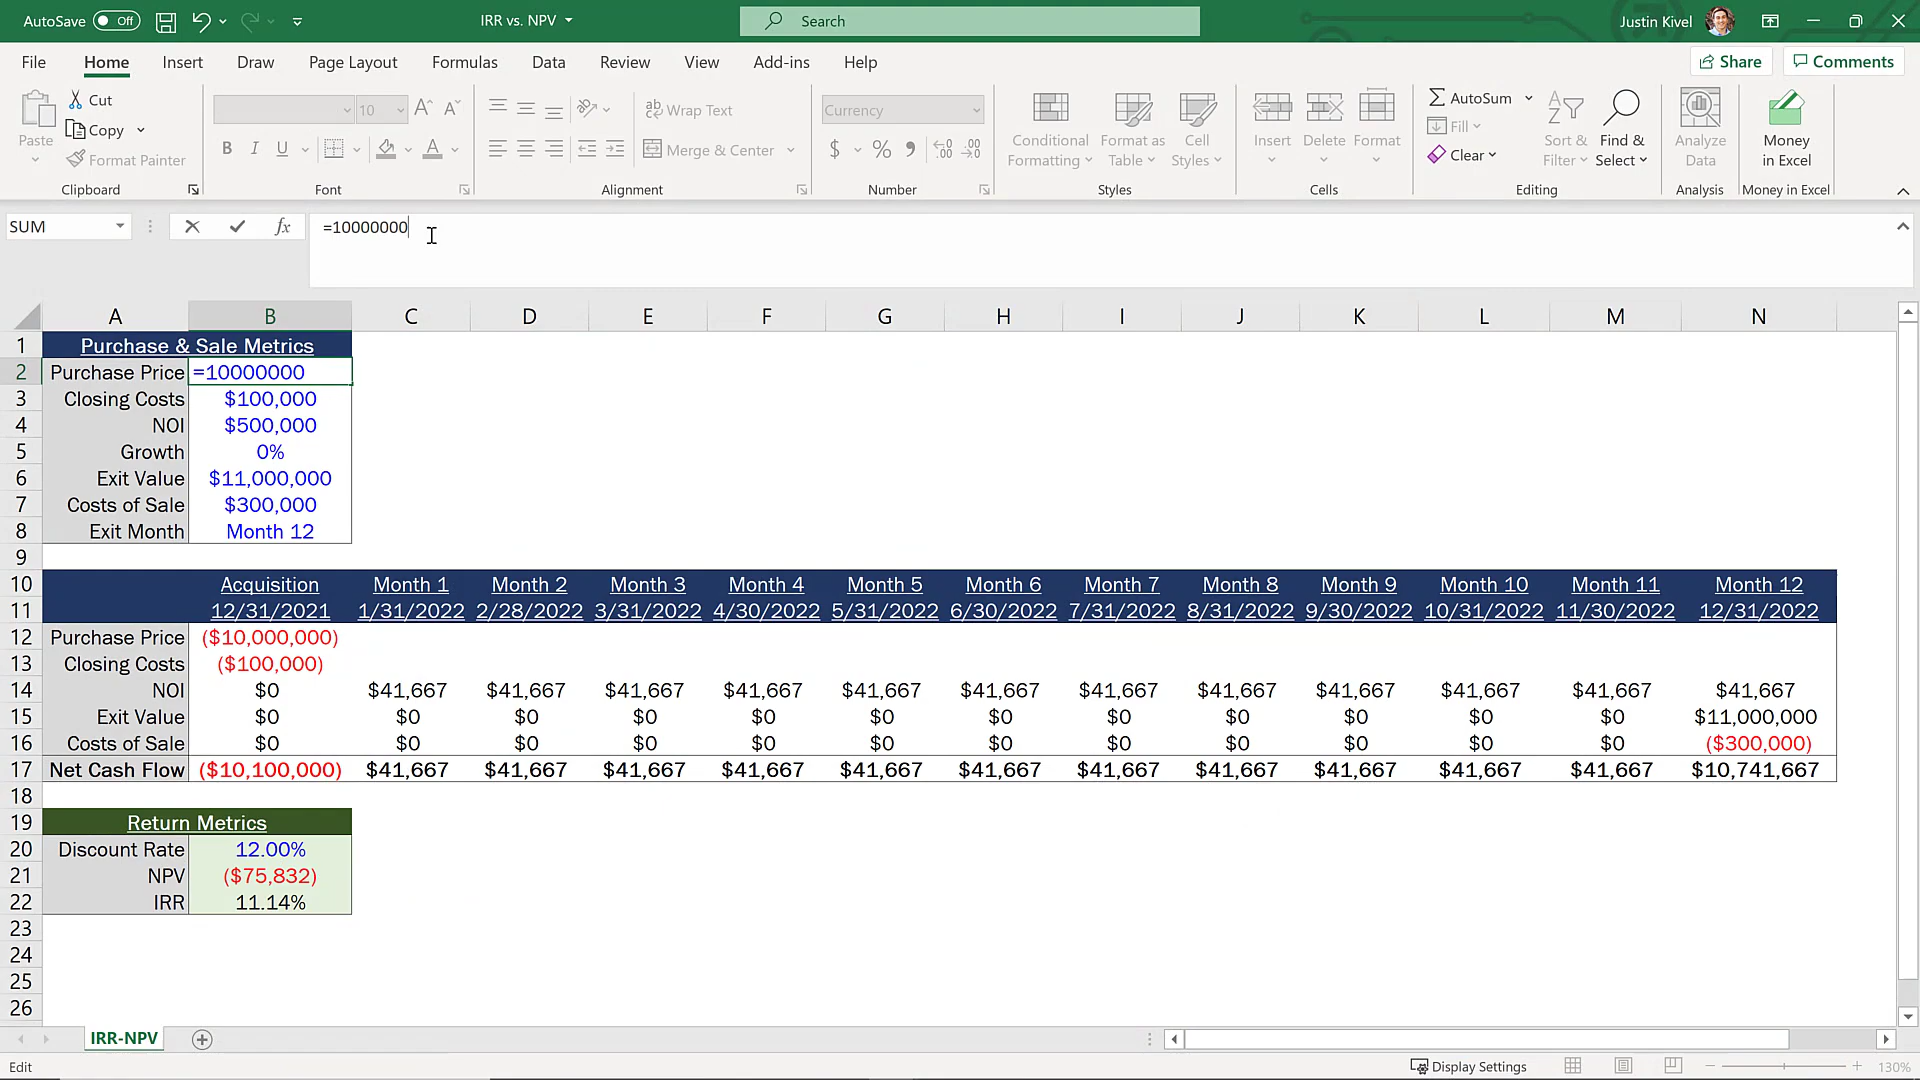 AutoSave Off IRR vs. NPV Search Justin Kivel
File Home Insert Draw Page Layout Formulas Data Review View Add-ins Help Share Comments
Paste Cut Copy Format Painter Clipboard
10 B I U Font
ab Wrap Text Merge & Center Alignment
Currency $ % Number
Conditional Formatting Format as Table Cell Styles Styles
Insert Delete Format Cells
AutoSum Fill Clear Sort & Filter Find & Select Editing
Analyze Data Analysis
Money in Excel Money in Excel
SUM fx =10000000
A B C D E F G H I J K L M N
1 Purchase & Sale Metrics
2 Purchase Price =10000000
3 Closing Costs $100,000
4 NOI $500,000
5 Growth 0%
6 Exit Value $11,000,000
7 Costs of Sale $300,000
8 Exit Month Month 12
9
10 Acquisition Month 1 Month 2 Month 3 Month 4 Month 5 Month 6 Month 7 Month 8 Month 9 Month 10 Month 11 Month 12
11 12/31/2021 1/31/2022 2/28/2022 3/31/2022 4/30/2022 5/31/2022 6/30/2022 7/31/2022 8/31/2022 9/30/2022 10/31/2022 11/30/2022 12/31/2022
12 Purchase Price ($10,000,000)
13 Closing Costs ($100,000)
14 NOI $0 $41,667 $41,667 $41,667 $41,667 $41,667 $41,667 $41,667 $41,667 $41,667 $41,667 $41,667 $41,667
15 Exit Value $0 $0 $0 $0 $0 $0 $0 $0 $0 $0 $0 $0 $11,000,000
16 Costs of Sale $0 $0 $0 $0 $0 $0 $0 $0 $0 $0 $0 $0 ($300,000)
17 Net Cash Flow ($10,100,000) $41,667 $41,667 $41,667 $41,667 $41,667 $41,667 $41,667 $41,667 $41,667 $41,667 $41,667 $10,741,667
18
19 Return Metrics
20 Discount Rate 12.00%
21 NPV ($75,832)
22 IRR 11.14%
23
24
25
26
IRR-NPV
Edit Display Settings 130%